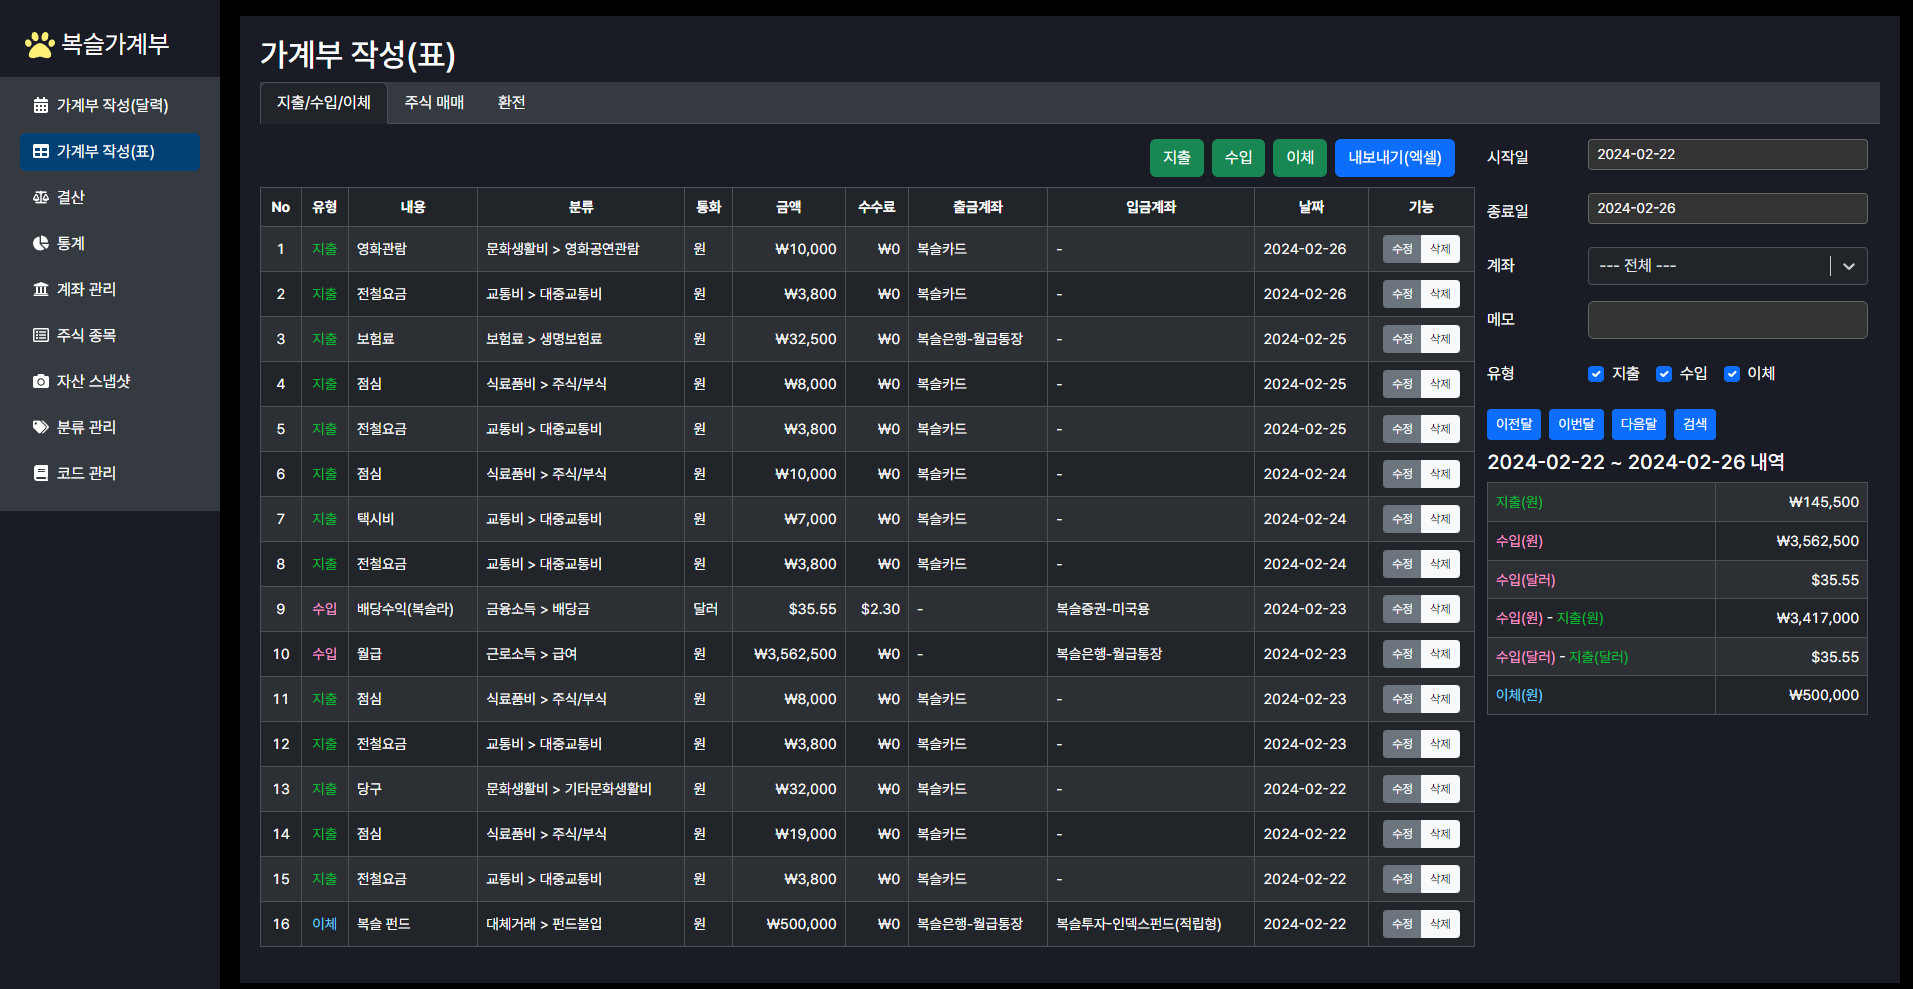 복슬가계부
가계부 작성(달력)
가계부 작성(표)
결산
통계
계좌 관리
주식 종목
자산 스냅샷
분류 관리
코드 관리
가계부 작성(표)
지출/수입/이체 주식 매매 환전
지출 수입 이체 내보내기(엑셀)
No 유형 내용 분류 통화 금액 수수료 출금계좌 입금계좌 날짜 기능
1 지출 영화관람 문화생활비 > 영화공연관람 원 ₩10,000 ₩0 복슬카드 - 2024-02-26 수정 삭제
2 지출 전철요금 교통비 > 대중교통비 원 ₩3,800 ₩0 복슬카드 - 2024-02-26 수정 삭제
3 지출 보험료 보험료 > 생명보험료 원 ₩32,500 ₩0 복슬은행-월급통장 - 2024-02-25 수정 삭제
4 지출 점심 식료품비 > 주식/부식 원 ₩8,000 ₩0 복슬카드 - 2024-02-25 수정 삭제
5 지출 전철요금 교통비 > 대중교통비 원 ₩3,800 ₩0 복슬카드 - 2024-02-25 수정 삭제
6 지출 점심 식료품비 > 주식/부식 원 ₩10,000 ₩0 복슬카드 - 2024-02-24 수정 삭제
7 지출 택시비 교통비 > 대중교통비 원 ₩7,000 ₩0 복슬카드 - 2024-02-24 수정 삭제
8 지출 전철요금 교통비 > 대중교통비 원 ₩3,800 ₩0 복슬카드 - 2024-02-24 수정 삭제
9 수입 배당수익(복슬라) 금융소득 > 배당금 달러 $35.55 $2.30 - 복슬증권-미국용 2024-02-23 수정 삭제
10 수입 월급 근로소득 > 급여 원 ₩3,562,500 ₩0 - 복슬은행-월급통장 2024-02-23 수정 삭제
11 지출 점심 식료품비 > 주식/부식 원 ₩8,000 ₩0 복슬카드 - 2024-02-23 수정 삭제
12 지출 전철요금 교통비 > 대중교통비 원 ₩3,800 ₩0 복슬카드 - 2024-02-23 수정 삭제
13 지출 당구 문화생활비 > 기타문화생활비 원 ₩32,000 ₩0 복슬카드 - 2024-02-22 수정 삭제
14 지출 점심 식료품비 > 주식/부식 원 ₩19,000 ₩0 복슬카드 - 2024-02-22 수정 삭제
15 지출 전철요금 교통비 > 대중교통비 원 ₩3,800 ₩0 복슬카드 - 2024-02-22 수정 삭제
16 이체 복슬 펀드 대체거래 > 펀드불입 원 ₩500,000 ₩0 복슬은행-월급통장 복슬투자-인덱스펀드(적립형) 2024-02-22 수정 삭제
시작일 2024-02-22
종료일 2024-02-26
계좌 --- 전체 ---
메모
유형 지출 수입 이체
이전달 이번달 다음달 검색
2024-02-22 ~ 2024-02-26 내역
지출(원) ₩145,500
수입(원) ₩3,562,500
수입(달러) $35.55
수입(원) - 지출(원) ₩3,417,000
수입(달러) - 지출(달러) $35.55
이체(원) ₩500,000